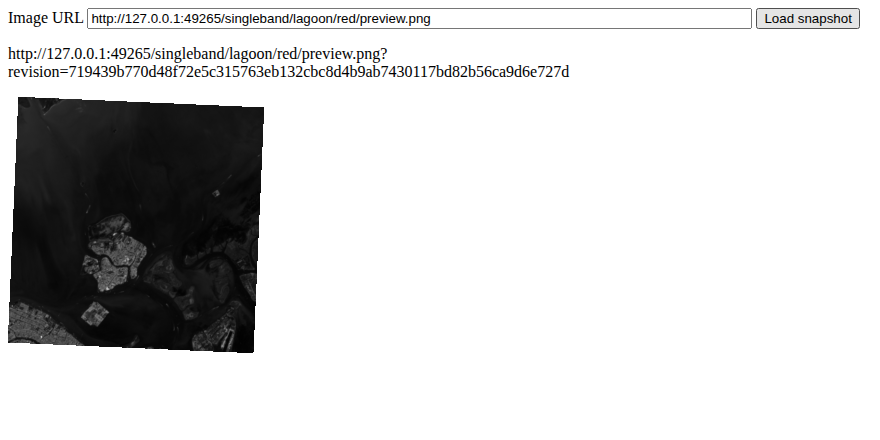 Image URL http://127.0.0.1:49265/singleband/lagoon/red/preview.png Load snapshot
http://127.0.0.1:49265/singleband/lagoon/red/preview.png?
revision=719439b770d48f72e5c315763eb132cbc8d4b9ab7430117bd82b56ca9d6e727d